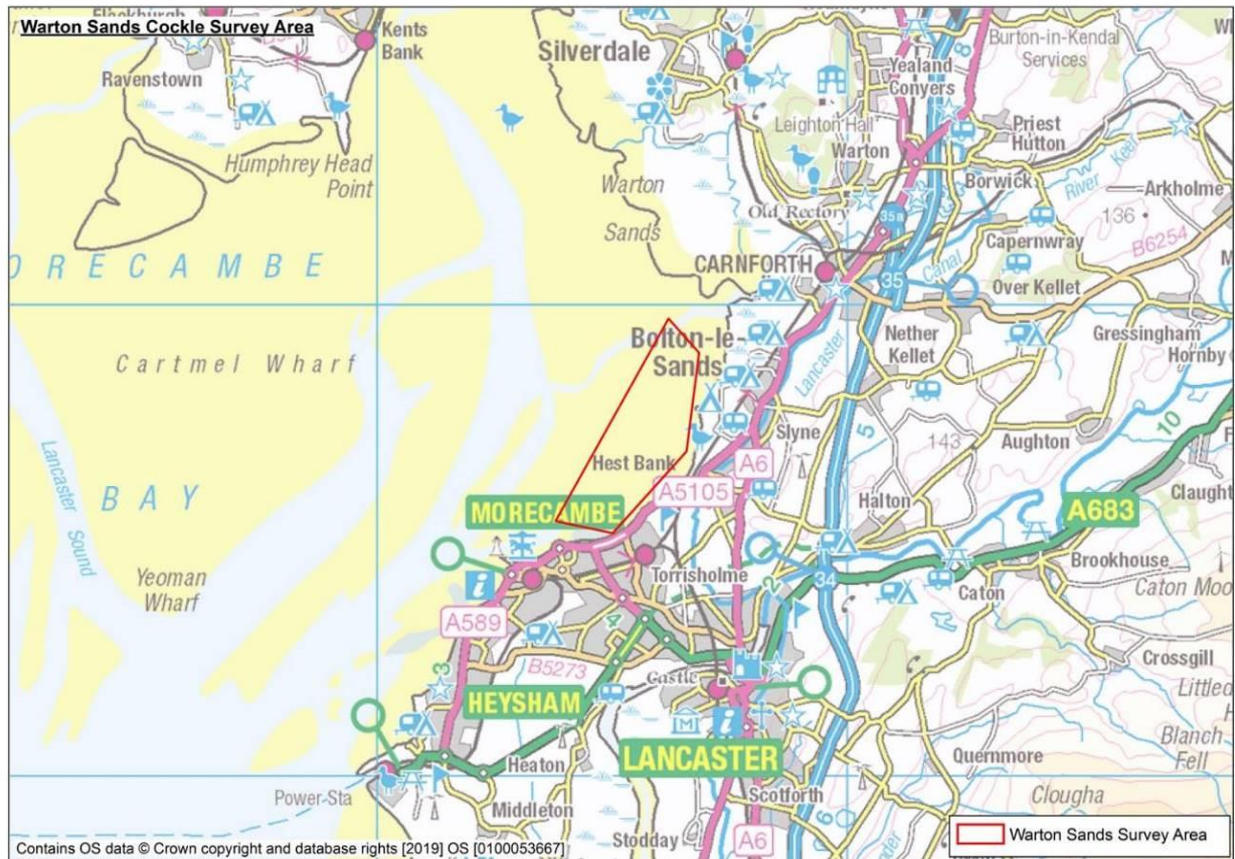 Warton Sands Cockle Survey Area
Kents
Bank
Ravenstown
Humphrey Head
Point
Silverdale
Yealand
Conyers
Burton-in-Kendal
Services
8
Leighton Hall
Warton
Priest
Hutton
Borwick
River Keer
Arkholme
136
Old Rectory
35a
Capernwray
B6254
Warton
Sands
CARNFORTH
35
Canal
Over Kellet
ORECAMBE
Cartmel Wharf
Bolton-le-
Sands
Nether
Kellet
Gressingham
Hornby
Lancaster
Slyne
5
143
Aughton
10
Hest Bank
A6
A5105
Lancaster
Sound
BAY
MORECAMBE
Halton
A683
Claught
Yeoman
Wharf
Torrisholme
2
34
Brookhouse
Caton
Caton Moo
A589
4
3
B5273
Castle
Crossgill
HEYSHAM
Littled
Blanch
Fell
LANCASTER
Quernmore
Heaton
Power-Sta
Middleton
Scotforth
Clougha
Stodday
A6
6
Warton Sands Survey Area
Contains OS data © Crown copyright and database rights [2019] OS [0100053667]